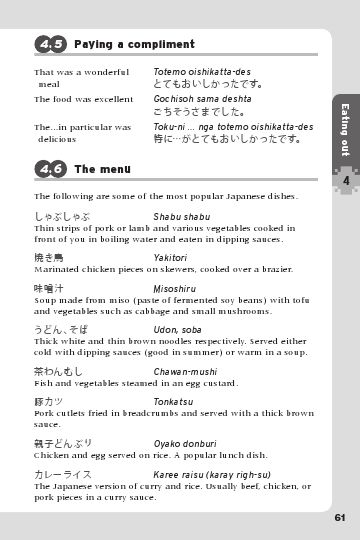 4.5 Paying a compliment
That was a wonderful Totemo oishikatta-des
meal とてもおいしかったです。
The food was excellent Gochisoh sama deshta
ごちそうさまでした。
The...in particular was Toku-ni ... nga totemo oishikatta-des
delicious 特に…がとてもおいしかったです。
Eating out
4
4.6 The menu
The following are some of the most popular Japanese dishes.
しゃぶしゃぶ Shabu shabu
Thin strips of pork or lamb and various vegetables cooked in
front of you in boiling water and eaten in dipping sauces.
焼き鳥 Yakitori
Marinated chicken pieces on skewers, cooked over a brazier.
味噌汁 Misoshiru
Soup made from miso (paste of fermented soy beans) with tofu
and vegetables such as cabbage and small mushrooms.
うどん、そば Udon, soba
Thick white and thin brown noodles respectively. Served either
cold with dipping sauces (good in summer) or warm in a soup.
茶わんむし Chawan-mushi
Fish and vegetables steamed in an egg custard.
豚カツ Tonkatsu
Pork cutlets fried in breadcrumbs and served with a thick brown
sauce.
親子どんぶり Oyako donburi
Chicken and egg served on rice. A popular lunch dish.
カレーライス Karee raisu (karay righ-su)
The Japanese version of curry and rice. Usually beef, chicken, or
pork pieces in a curry sauce.
61